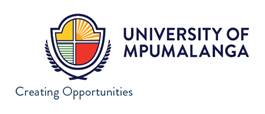 UNIVERSITY OF
MPUMALANGA
Creating Opportunities